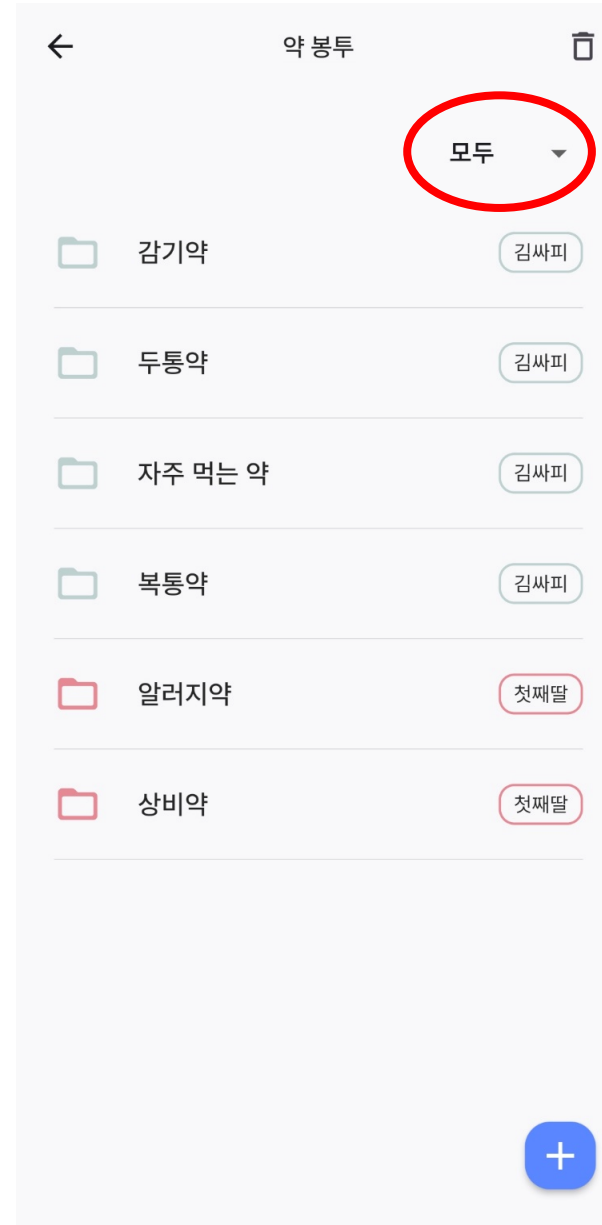 약 봉투
모두
감기약 김싸피
두통약 김싸피
자주 먹는 약 김싸피
복통약 김싸피
알러지약 첫째딸
상비약 첫째딸